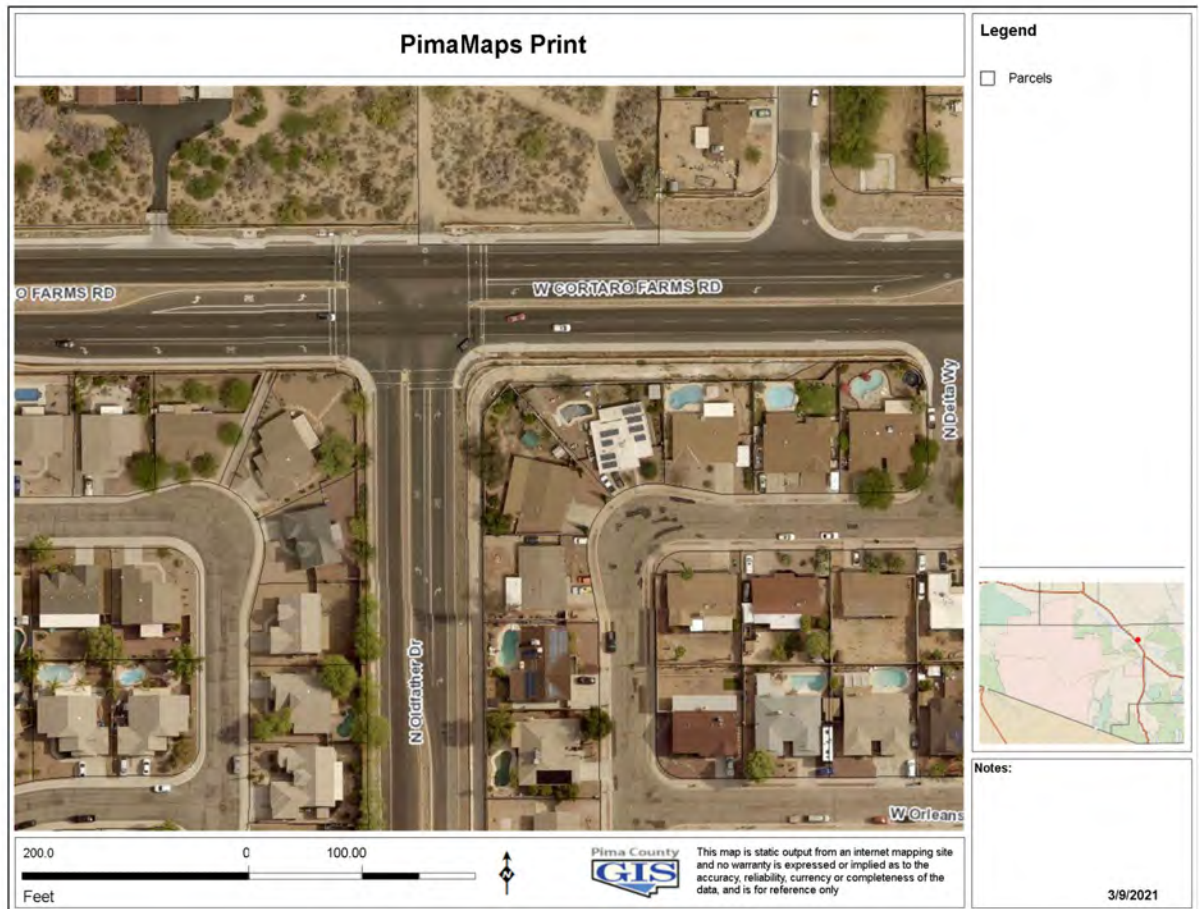 PimaMaps Print
Legend
Parcels
O FARMS RD
W CORTARO FARMS RD
N Delta Wy
N Oldfather Dr
W Orleans
200.0
0
100.00
Feet
N
Pima County
GIS
This map is static output from an internet mapping site
and no warranty is expressed or implied as to the
accuracy, reliability, currency or completeness of the
data, and is for reference only
Notes:
3/9/2021